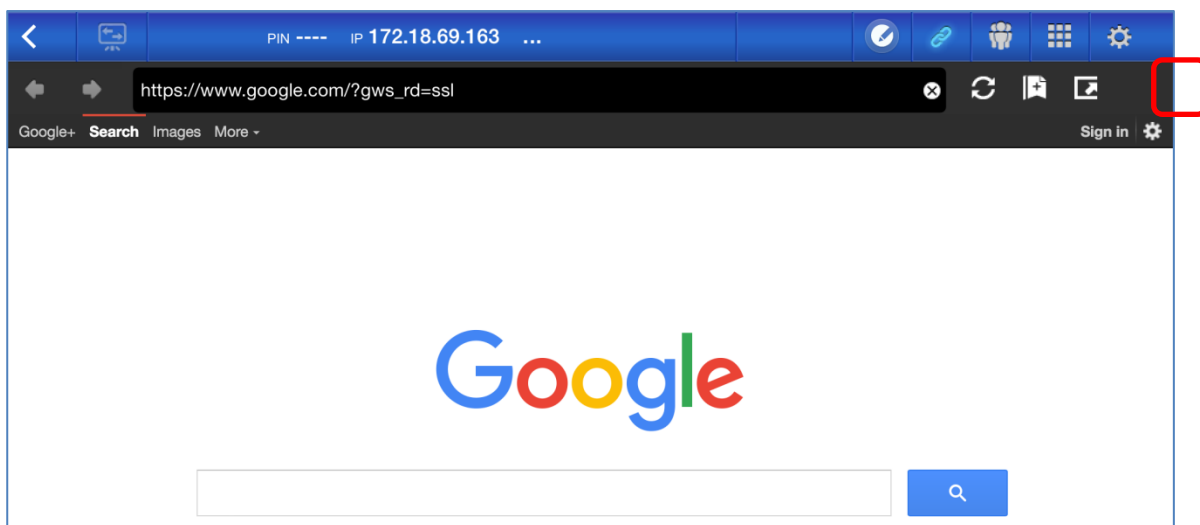 PIN ---- IP 172.18.69.163 ...
https://www.google.com/?gws_rd=ssl
Google+ Search Images More Sign in
Google